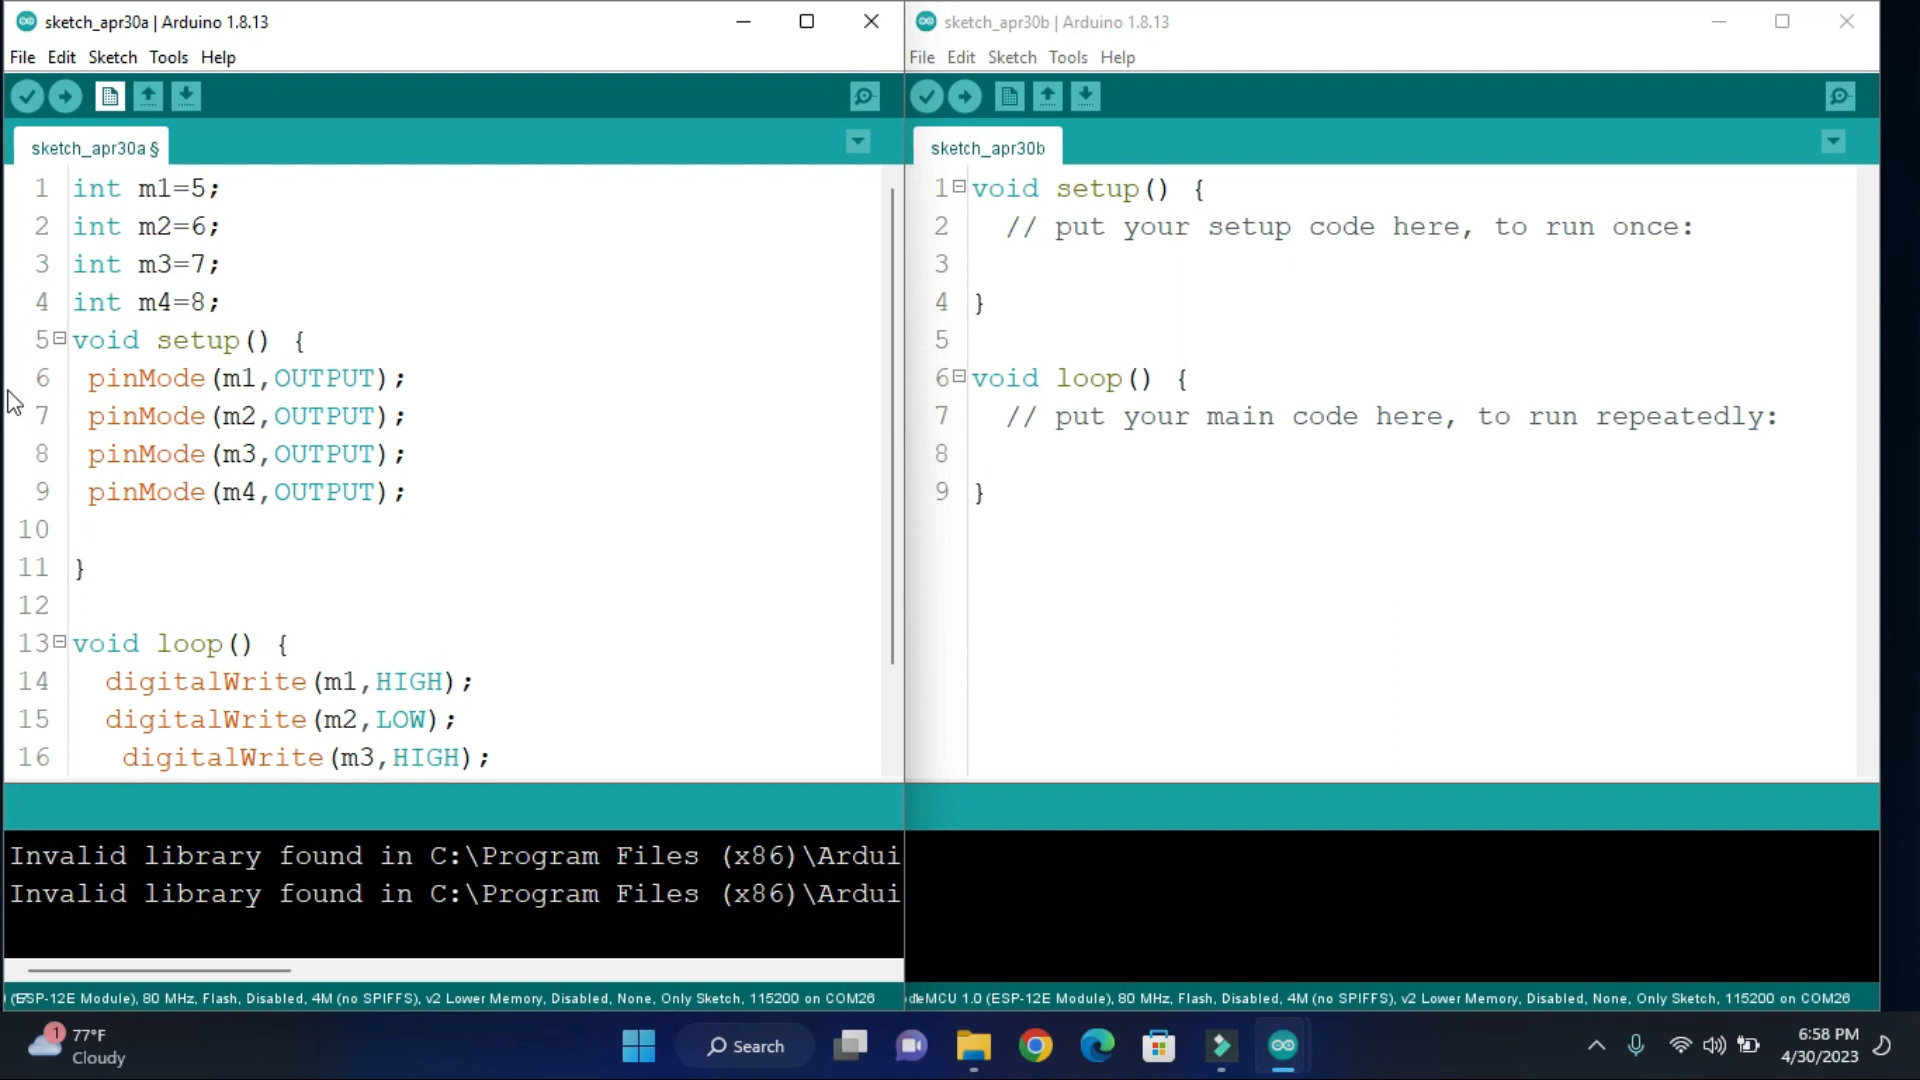 sketch_apr30a | Arduino 1.8.13
File Edit Sketch Tools Help
sketch_apr30a §
1 int m1=5;
2 int m2=6;
3 int m3=7;
4 int m4=8;
5 void setup() {
6 pinMode(m1,OUTPUT);
7 pinMode(m2,OUTPUT);
8 pinMode(m3,OUTPUT);
9 pinMode(m4,OUTPUT);
10
11 }
12
13 void loop() {
14 digitalWrite(m1,HIGH);
15 digitalWrite(m2,LOW);
16 digitalWrite(m3,HIGH);
Invalid library found in C:\Program Files (x86)\Ardui
Invalid library found in C:\Program Files (x86)\Ardui
(ESP-12E Module), 80 MHz, Flash, Disabled, 4M (no SPIFFS), v2 Lower Memory, Disabled, None, Only Sketch, 115200 on COM26
sketch_apr30b | Arduino 1.8.13
File Edit Sketch Tools Help
sketch_apr30b
1 void setup() {
2 // put your setup code here, to run once:
3
4 }
5
6 void loop() {
7 // put your main code here, to run repeatedly:
8
9 }
deMCU 1.0 (ESP-12E Module), 80 MHz, Flash, Disabled, 4M (no SPIFFS), v2 Lower Memory, Disabled, None, Only Sketch, 115200 on COM26
1
77°F
Cloudy
Search
6:58 PM
4/30/2023